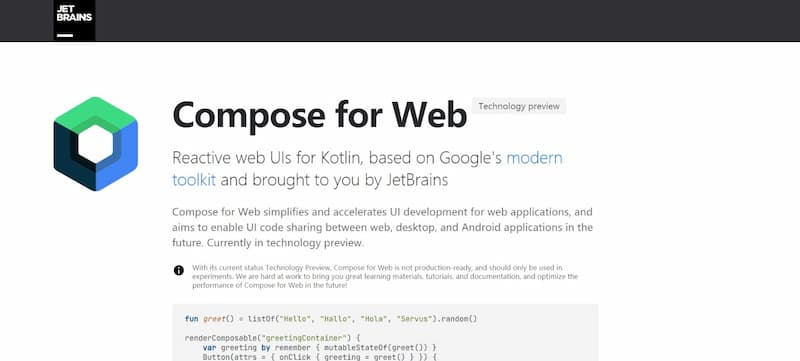 JET
BRAINS
Compose for Web
Technology preview
Reactive web UIs for Kotlin, based on Google's modern
toolkit and brought to you by JetBrains
Compose for Web simplifies and accelerates UI development for web applications, and
aims to enable UI code sharing between web, desktop, and Android applications in the
future. Currently in technology preview.
With its current status Technology Preview, Compose for Web is not production-ready, and should only be used in
experiments. We are hard at work to bring you great learning materials, tutorials, and documentation, and optimize the
performance of Compose for Web in the future!
fun greet() = listOf("Hello", "Hallo", "Hola", "Servus").random()
renderComposable("greetingContainer") {
var greeting by remember { mutableStateOf(greet()) }
Button(attrs = { onClick { greeting = greet() } }) {